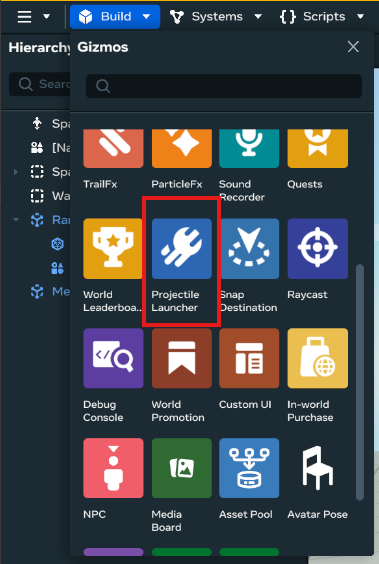 Build
Systems
{} Scripts
Hierarchy
Gizmos
Sear
TrailFx
ParticleFx
Sound
Recorder
Quests
Spa
[Na
Spa
Wa
Ran
Me
World
Leaderboa...
Projectile
Launcher
Snap
Destination
Raycast
Debug
Console
World
Promotion
Custom UI
In-world
Purchase
NPC
Media
Board
Asset Pool
Avatar Pose